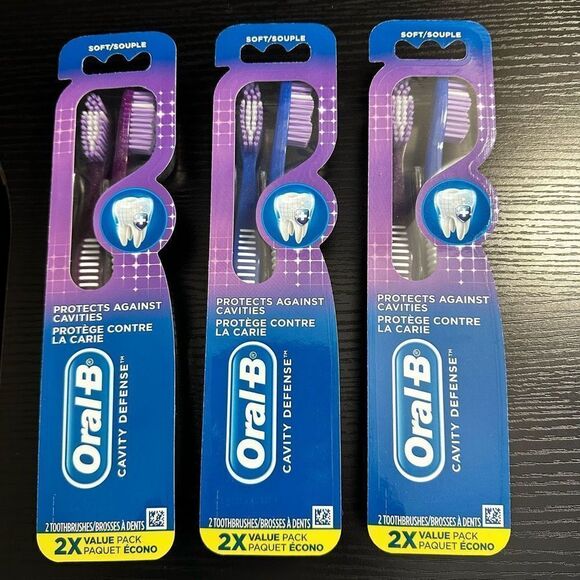 SOFT/SOUPLE
PROTECTS AGAINST
CAVITIES
PROTÈGE CONTRE
LA CARIE
Oral-B®
CAVITY DEFENSE™
2 TOOTHBRUSHES/BROSSES À DENTS
2X VALUE PACK
PAQUET ÉCONO
SOFT/SOUPLE
PROTECTS AGAINST
CAVITIES
PROTÈGE CONTRE
LA CARIE
Oral-B®
CAVITY DEFENSE™
2 TOOTHBRUSHES/BROSSES À DENTS
2X VALUE PACK
PAQUET ÉCONO
SOFT/SOUPLE
PROTECTS AGAINST
CAVITIES
PROTÈGE CONTRE
LA CARIE
Oral-B®
CAVITY DEFENSE™
2 TOOTHBRUSHES/BROSSES À DENTS
2X VALUE PACK
PAQUET ÉCONO